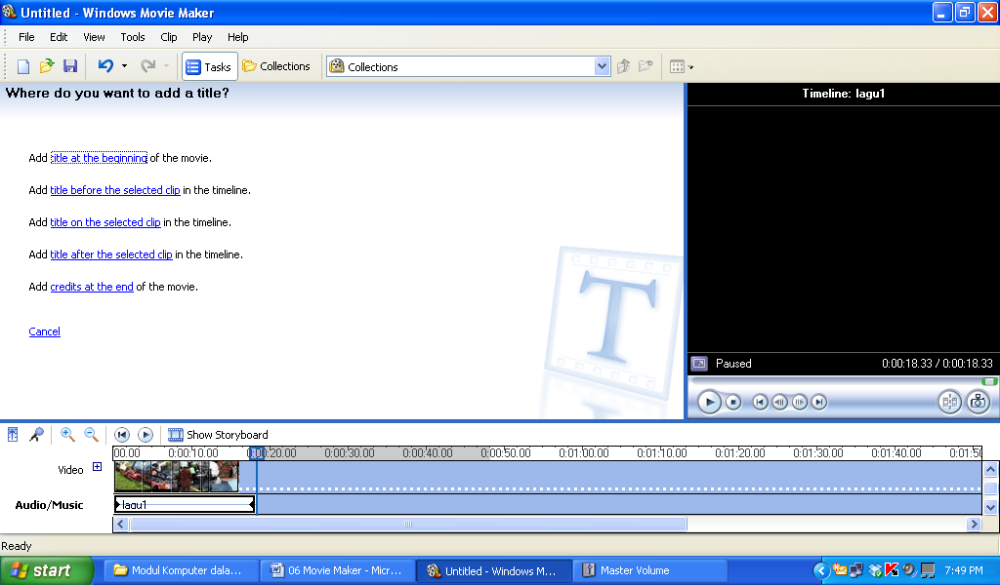 Untitled - Windows Movie Maker
File Edit View Tools Clip Play Help
Tasks Collections Collections
Where do you want to add a title?
Timeline: lagu1
Add title at the beginning of the movie.
Add title before the selected clip in the timeline.
Add title on the selected clip in the timeline.
Add title after the selected clip in the timeline.
Add credits at the end of the movie.
Cancel
T
Paused 0:00:18.33 / 0:00:18.33
Show Storyboard
00.00 0:00:10.00 0:00:20.00 0:00:30.00 0:00:40.00 0:00:50.00 0:01:00.00 0:01:10.00 0:01:20.00 0:01:30.00 0:01:40.00 0:01:50
Video
Audio/Music lagu1
Ready
start Modul Komputer dala... 06 Movie Maker - Micr... Untitled - Windows M... Master Volume 7:49 PM